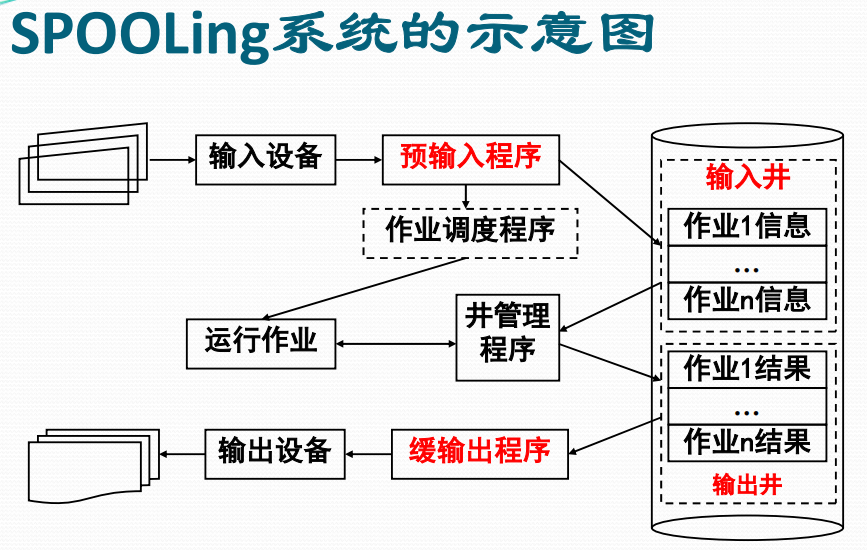 SPOOLing系统的示意图
输入设备
预输入程序
作业调度程序
输入井
作业1信息
...
作业n信息
运行作业
井管理
程序
作业1结果
...
作业n结果
输出井
输出设备
缓输出程序